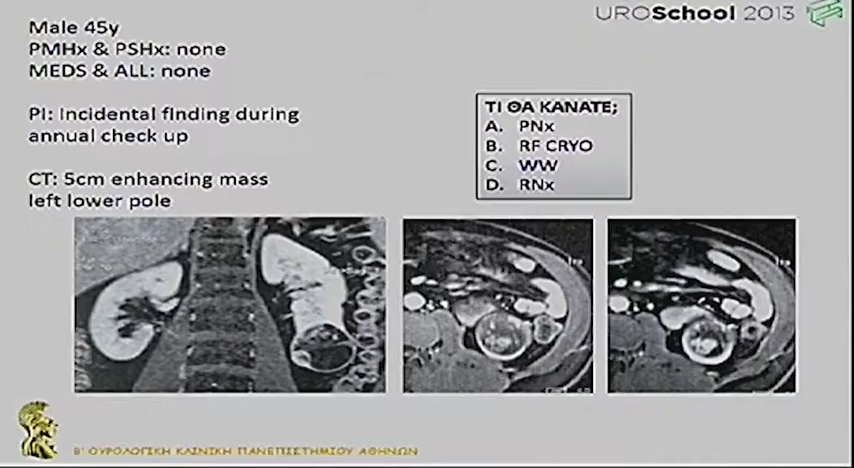 UROSchool 2013
Male 45y
PMHx & PSHx: none
MEDS & ALL: none
PI: Incidental finding during
annual check up
CT: 5cm enhancing mass
left lower pole
ΤΙ ΘΑ ΚΑΝΑΤΕ;
A. PNx
B. RF CRYO
C. WW
D. RNx
Β' ΟΥΡΟΛΟΓΙΚΗ ΚΛΙΝΙΚΗ ΠΑΝΕΠΙΣΤΗΜΙΟΥ ΑΘΗΝΩΝ